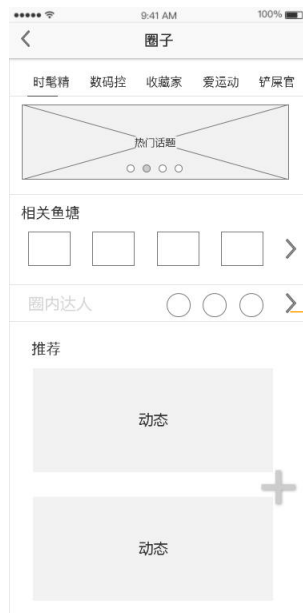 9:41 AM
100%
圈子
时髦精 数码控 收藏家 爱运动 铲屎官
热门话题
相关鱼塘
圈内达人
推荐
动态
动态